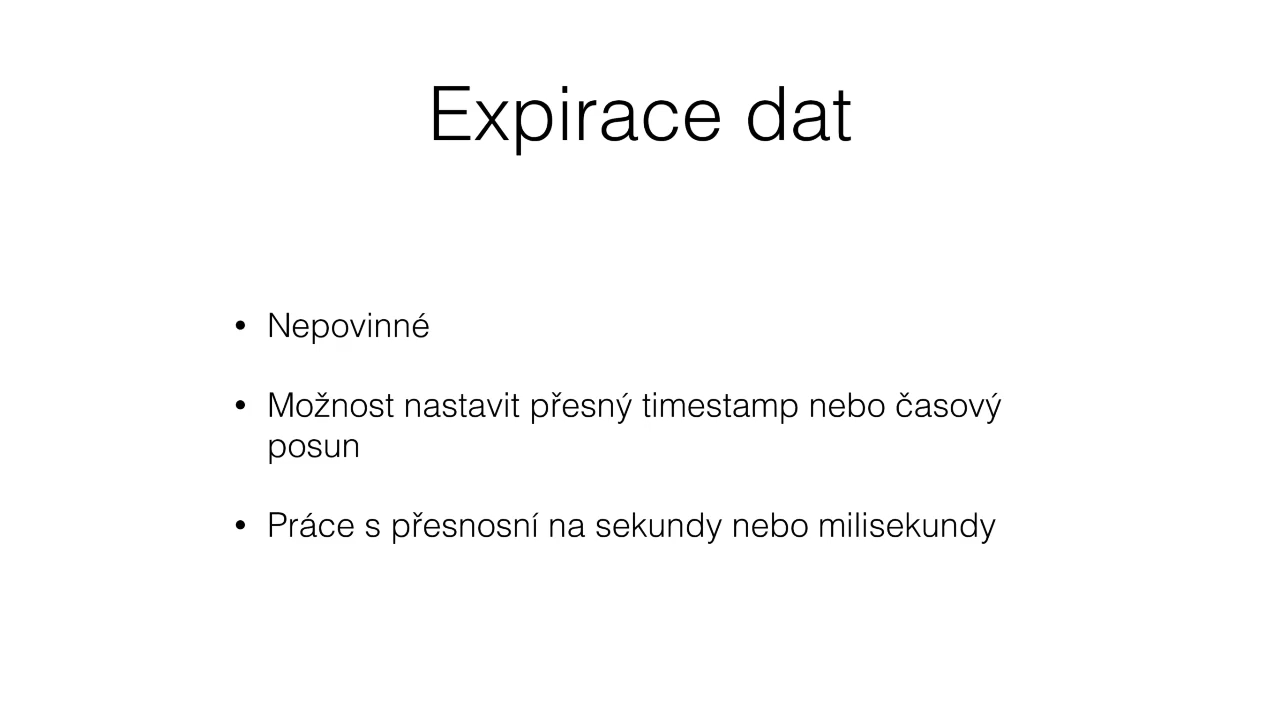 Expirace dat
• Nepovinné
• Možnost nastavit přesný timestamp nebo časový
posun
• Práce s přesnosní na sekundy nebo milisekundy